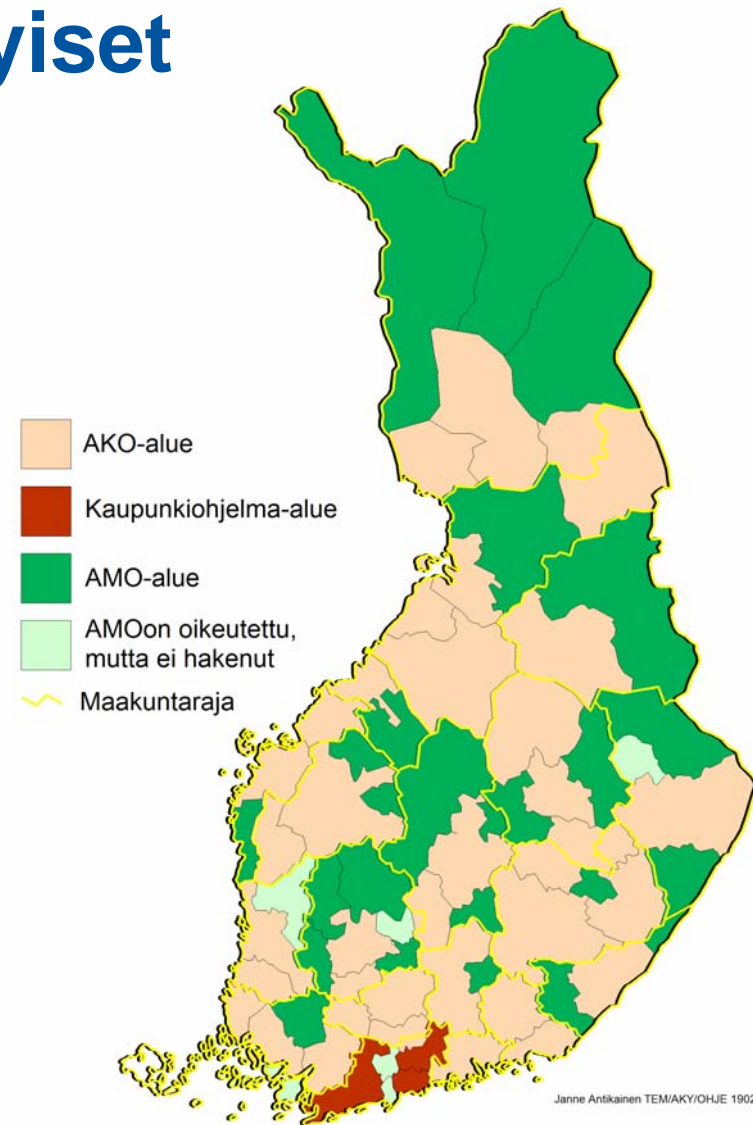 yiset
AKO-alue
Kaupunkiohjelma-alue
AMO-alue
AMOon oikeutettu,
mutta ei hakenut
Maakuntaraja
Janne Antikainen TEM/AKY/OHJE 1902